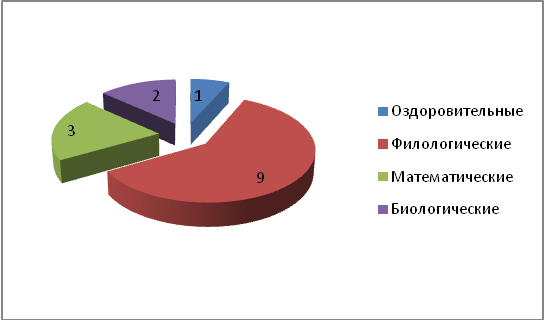 1
2
3
9
Оздоровительные
Филологические
Математические
Биологические